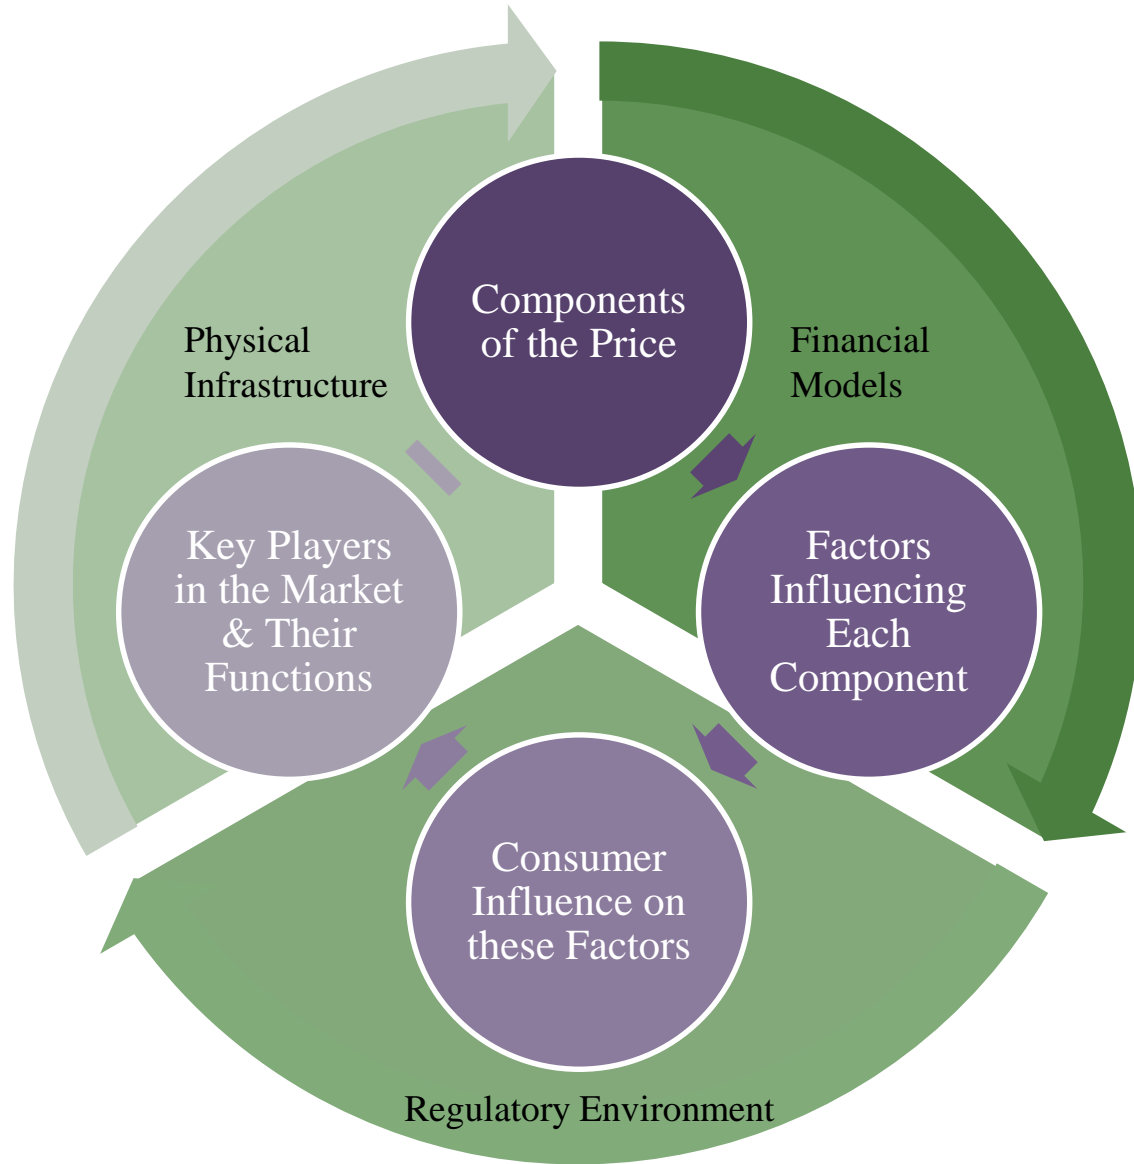 Components
of the Price
Physical
Infrastructure
Financial
Models
Key Players
in the Market
& Their
Functions
Factors
Influencing
Each
Component
Consumer
Influence on
these Factors
Regulatory Environment